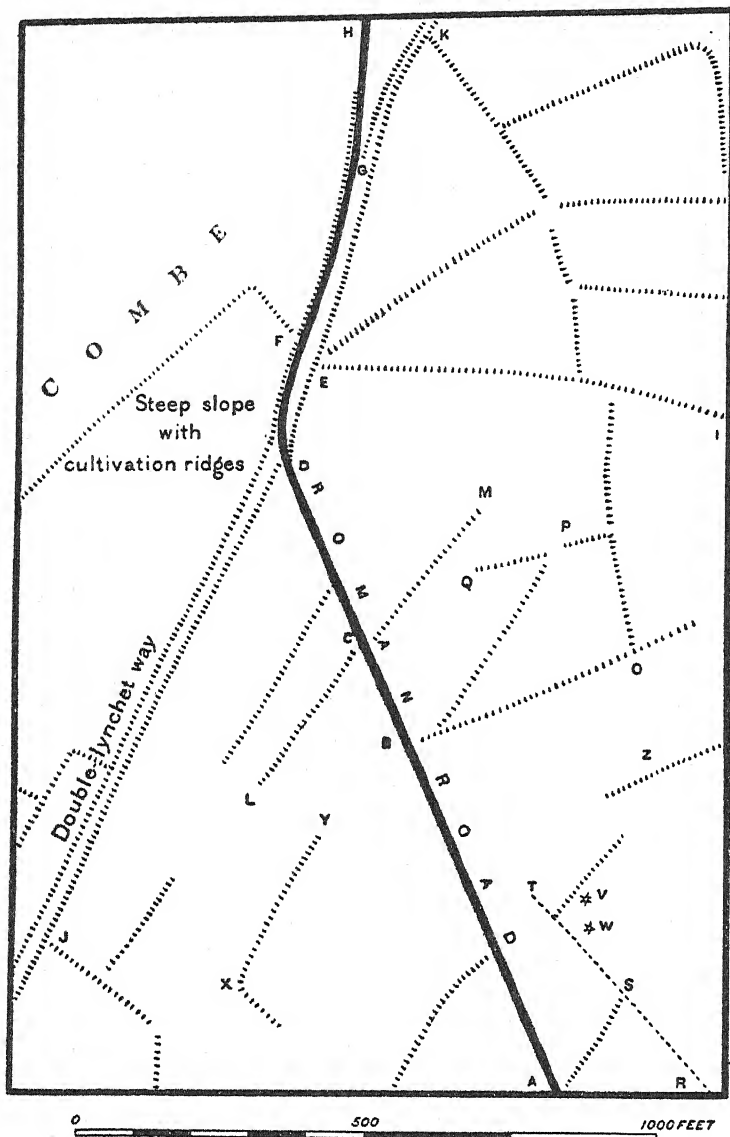 H
K
G
COMBE
F
E
Steep slope
with
cultivation ridges
I
D
ROMAN ROAD
M
P
Q
C
O
B
Double-lynchet way
Z
L
Y
T
V
W
J
X
S
A
R
0 500 1000 FEET